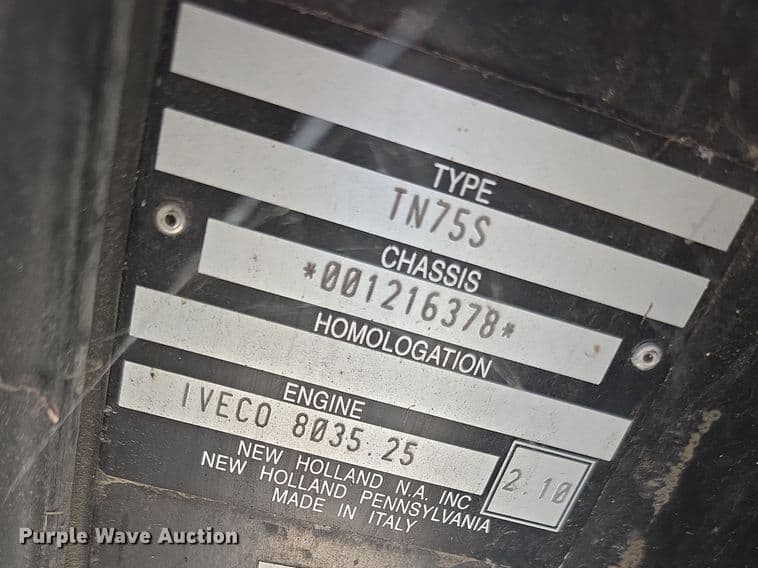 TYPE
TN75S
CHASSIS
*001216378*
HOMOLOGATION
ENGINE
IVECO 8035.25
2.10
NEW HOLLAND N.A. INC
NEW HOLLAND PENNSYLVANIA
MADE IN ITALY
Purple Wave Auction